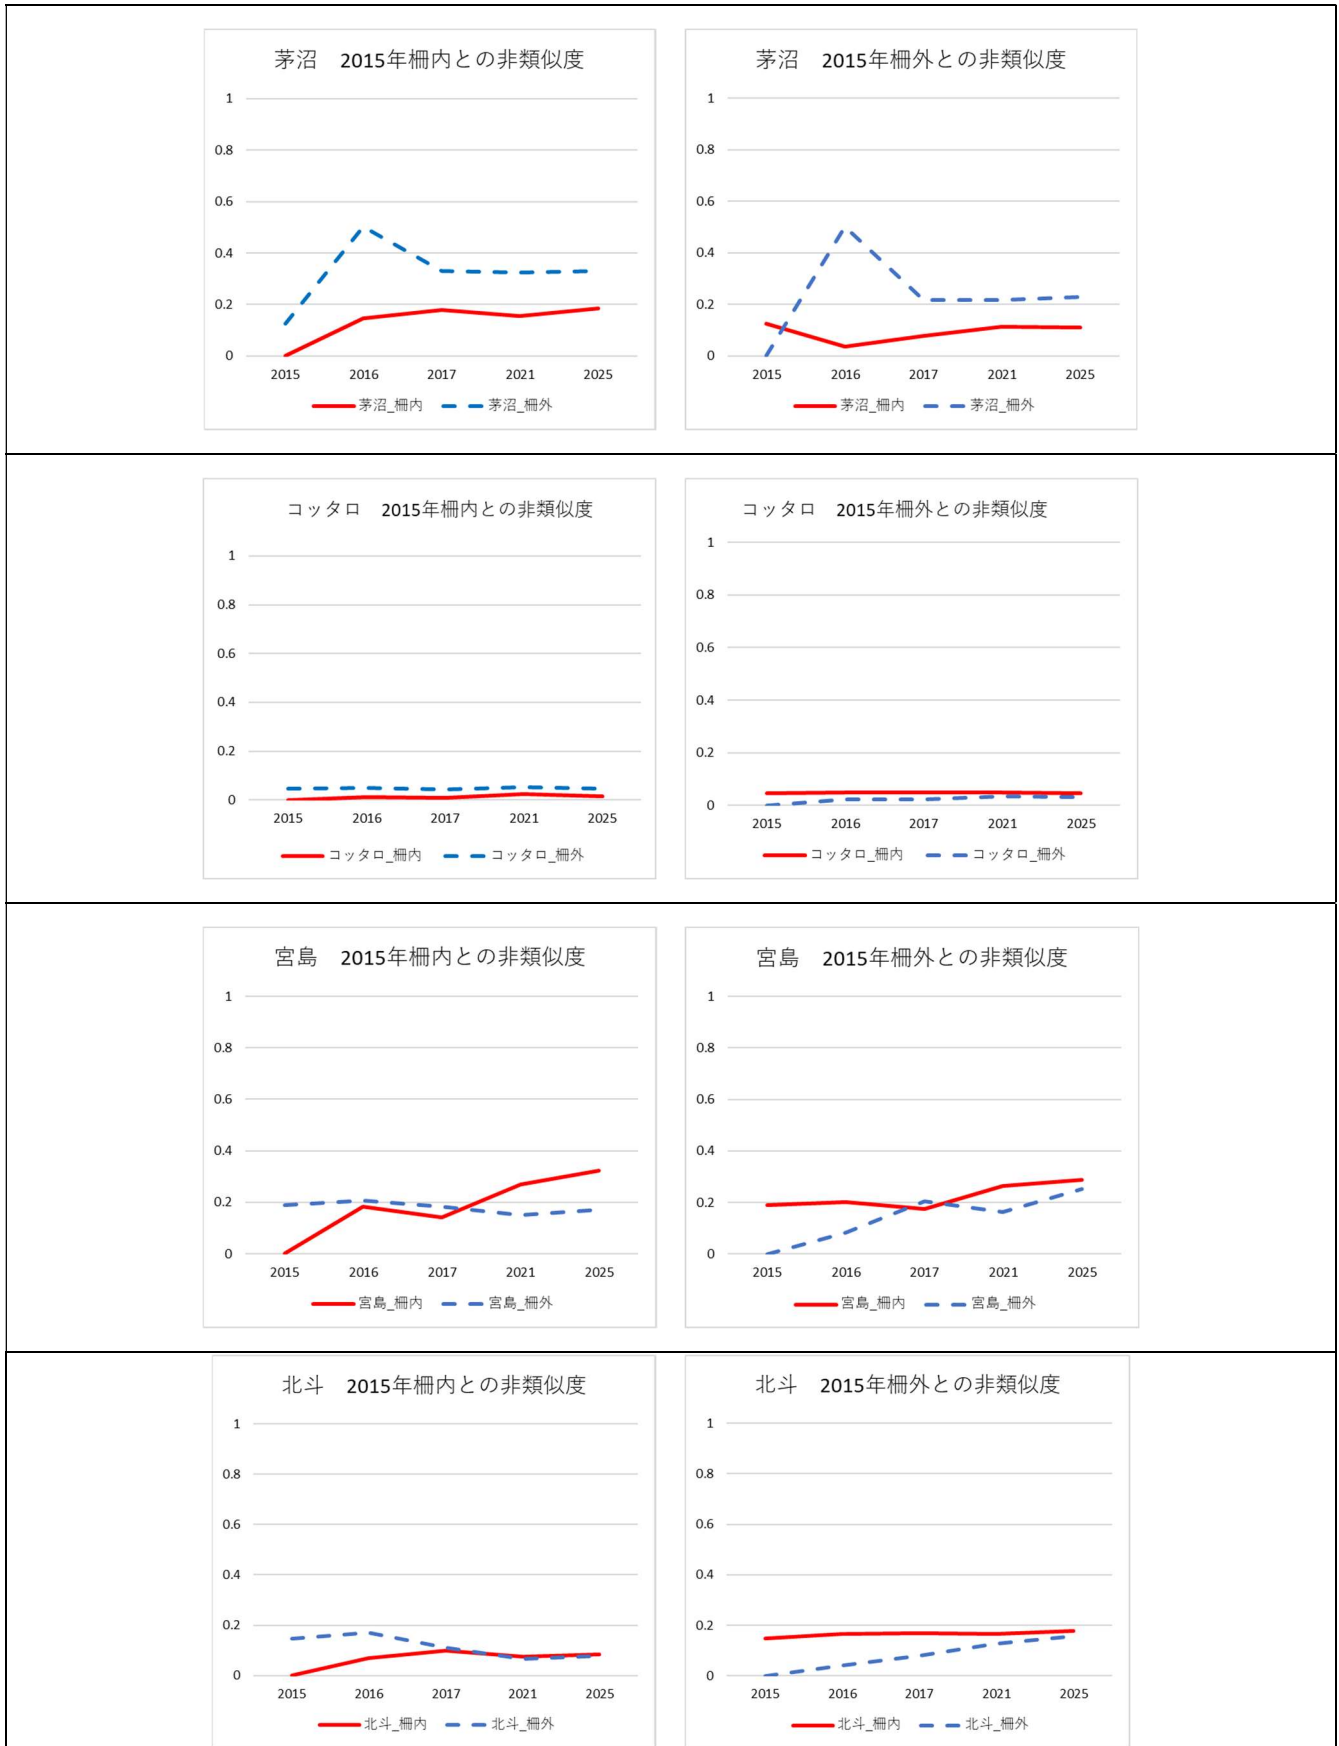 茅沼　2015年柵内との非類似度
1
0.8
0.6
0.4
0.2
0
2015 2016 2017 2021 2025
茅沼_柵内 茅沼_柵外
茅沼　2015年柵外との非類似度
1
0.8
0.6
0.4
0.2
0
2015 2016 2017 2021 2025
茅沼_柵内 茅沼_柵外
コッタロ　2015年柵内との非類似度
1
0.8
0.6
0.4
0.2
0
2015 2016 2017 2021 2025
コッタロ_柵内 コッタロ_柵外
コッタロ　2015年柵外との非類似度
1
0.8
0.6
0.4
0.2
0
2015 2016 2017 2021 2025
コッタロ_柵内 コッタロ_柵外
宮島　2015年柵内との非類似度
1
0.8
0.6
0.4
0.2
0
2015 2016 2017 2021 2025
宮島_柵内 宮島_柵外
宮島　2015年柵外との非類似度
1
0.8
0.6
0.4
0.2
0
2015 2016 2017 2021 2025
宮島_柵内 宮島_柵外
北斗　2015年柵内との非類似度
1
0.8
0.6
0.4
0.2
0
2015 2016 2017 2021 2025
北斗_柵内 北斗_柵外
北斗　2015年柵外との非類似度
1
0.8
0.6
0.4
0.2
0
2015 2016 2017 2021 2025
北斗_柵内 北斗_柵外